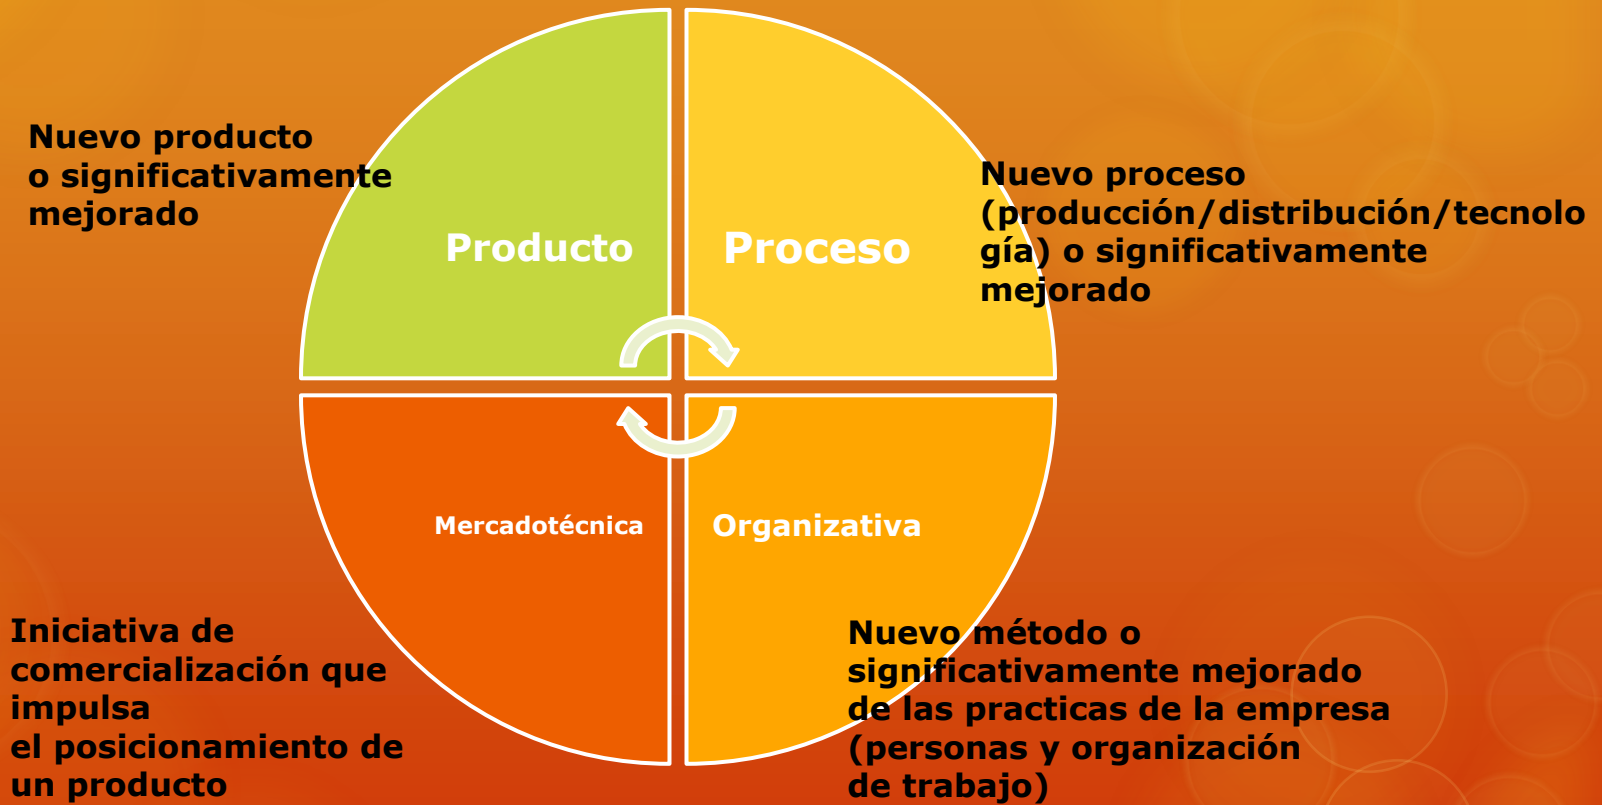 Nuevo producto
o significativamente
mejorado
Producto
Proceso
Nuevo proceso
(producción/distribución/tecnolo
gía) o significativamente
mejorado
Mercadotécnica
Organizativa
Iniciativa de
comercialización que
impulsa
el posicionamiento de
un producto
Nuevo método o
significativamente mejorado
de las practicas de la empresa
(personas y organización
de trabajo)